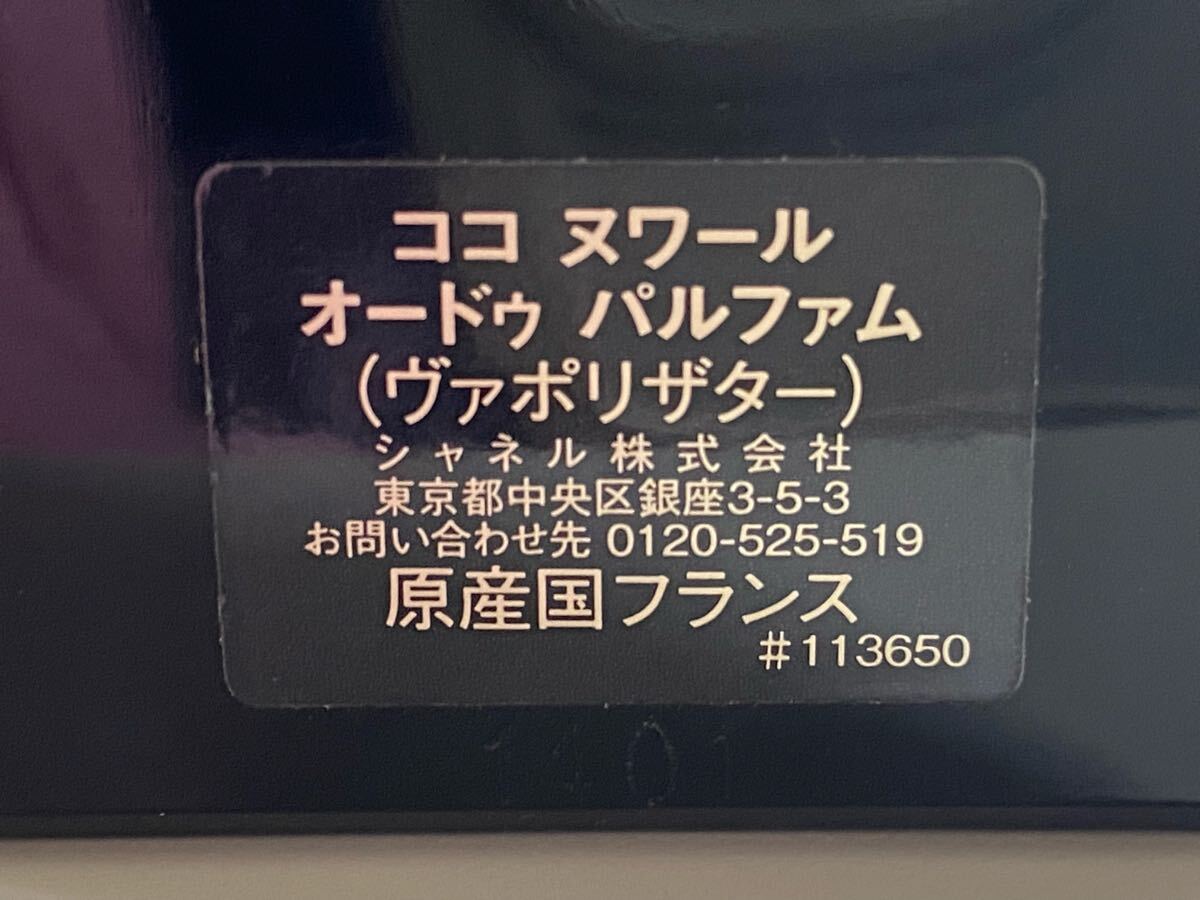 ココ ヌワール
オードゥ パルファム
(ヴァポリザター)
シャネル株式会社
東京都中央区銀座3-5-3
お問い合わせ先 0120-525-519
原産国フランス
#113650
1401